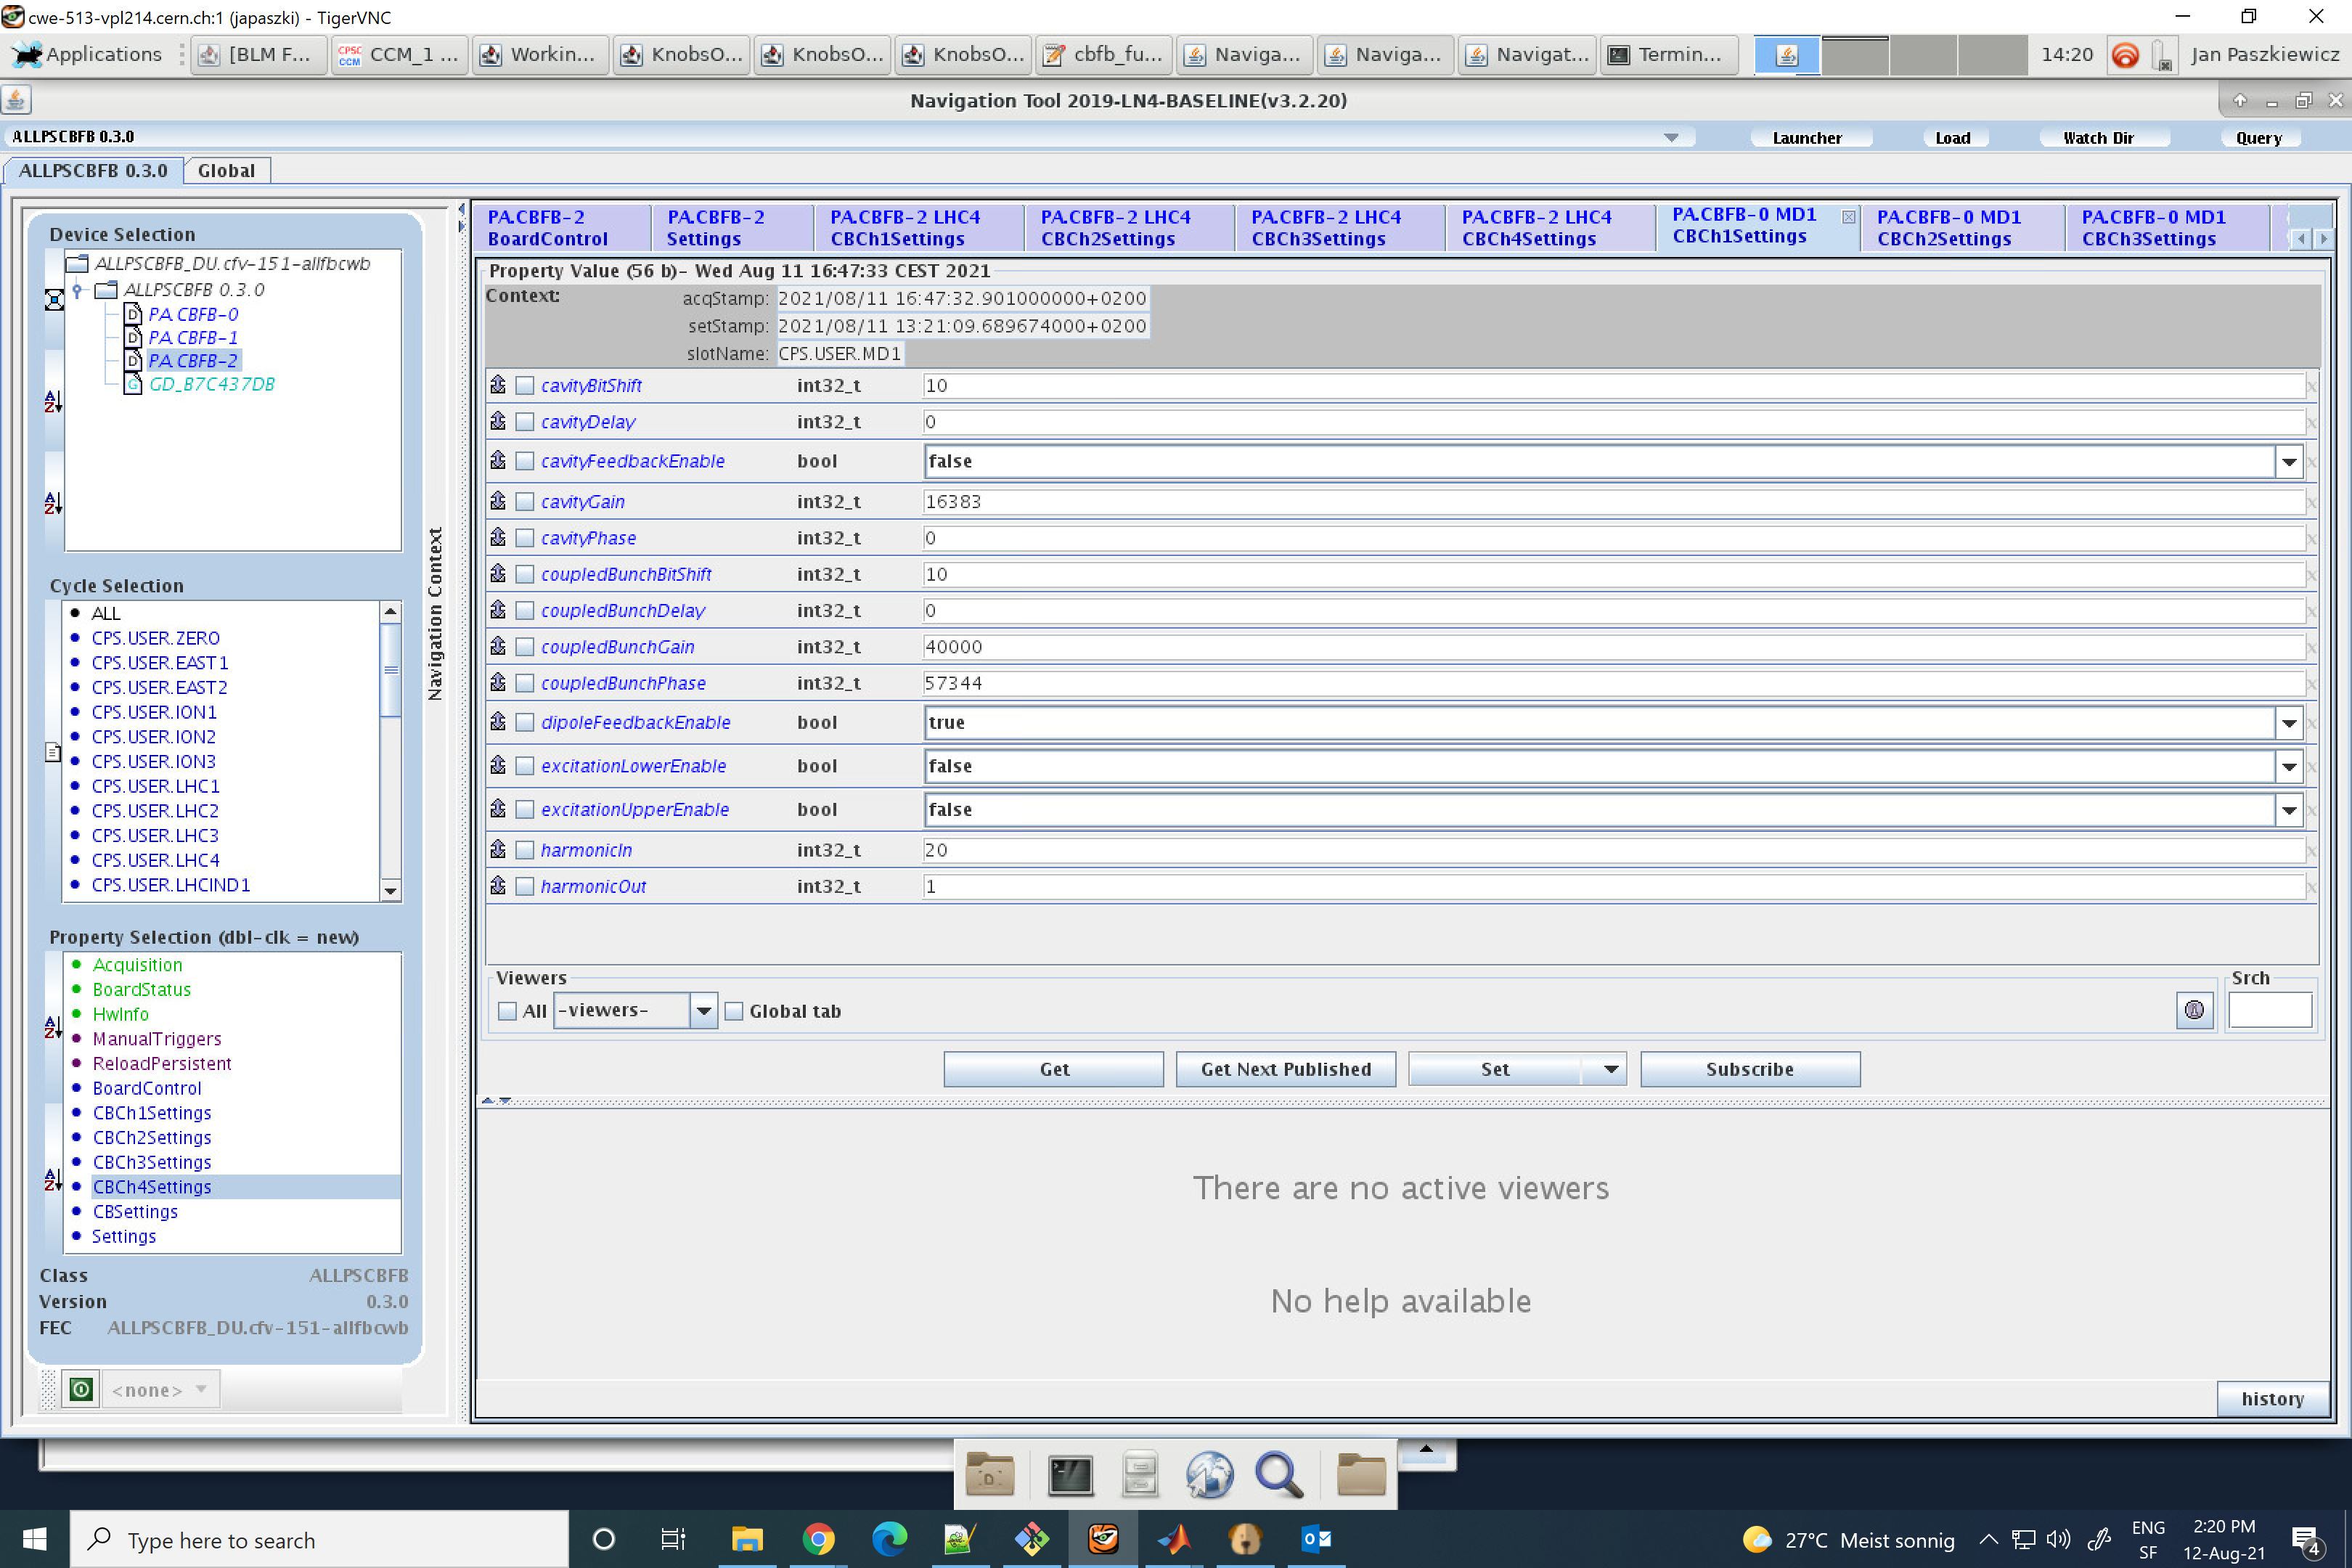 cwe-513-vpl214.cern.ch:1 (japaszki) - TigerVNC
Applications
[BLM F...
CPSC CCM
CCM_1 ...
Workin...
KnobsO...
KnobsO...
KnobsO...
cbfb_fu...
Naviga...
Naviga...
Navigat...
Termin...
14:20
Jan Paszkiewicz
Navigation Tool 2019-LN4-BASELINE(v3.2.20)
ALLPSCBFB 0.3.0
Launcher
Load
Watch Dir
Query
ALLPSCBFB 0.3.0
Global
Device Selection
ALLPSCBFB_DU.cfv-151-allfbcwb
ALLPSCBFB 0.3.0
D PA.CBFB-0
D PA.CBFB-1
D PA.CBFB-2
G GD_B7C437DB
Cycle Selection
ALL
CPS.USER.ZERO
CPS.USER.EAST1
CPS.USER.EAST2
CPS.USER.ION1
CPS.USER.ION2
CPS.USER.ION3
CPS.USER.LHC1
CPS.USER.LHC2
CPS.USER.LHC3
CPS.USER.LHC4
CPS.USER.LHCIND1
Property Selection (dbl-clk = new)
Acquisition
BoardStatus
HwInfo
ManualTriggers
ReloadPersistent
BoardControl
CBCh1Settings
CBCh2Settings
CBCh3Settings
CBCh4Settings
CBSettings
Settings
Class ALLPSCBFB
Version 0.3.0
FEC ALLPSCBFB_DU.cfv-151-allfbcwb
<none>
Navigation Context
PA.CBFB-2
BoardControl
PA.CBFB-2
Settings
PA.CBFB-2 LHC4
CBCh1Settings
PA.CBFB-2 LHC4
CBCh2Settings
PA.CBFB-2 LHC4
CBCh3Settings
PA.CBFB-2 LHC4
CBCh4Settings
PA.CBFB-0 MD1
CBCh1Settings
PA.CBFB-0 MD1
CBCh2Settings
PA.CBFB-0 MD1
CBCh3Settings
Property Value (56 b)- Wed Aug 11 16:47:33 CEST 2021
Context:
acqStamp: 2021/08/11 16:47:32.901000000+0200
setStamp: 2021/08/11 13:21:09.689674000+0200
slotName: CPS.USER.MD1
cavityBitShift int32_t 10
cavityDelay int32_t 0
cavityFeedbackEnable bool false
cavityGain int32_t 16383
cavityPhase int32_t 0
coupledBunchBitShift int32_t 10
coupledBunchDelay int32_t 0
coupledBunchGain int32_t 40000
coupledBunchPhase int32_t 57344
dipoleFeedbackEnable bool true
excitationLowerEnable bool false
excitationUpperEnable bool false
harmonicIn int32_t 20
harmonicOut int32_t 1
Viewers
All
-viewers-
Global tab
Srch
Get
Get Next Published
Set
Subscribe
There are no active viewers
No help available
history
Type here to search
27°C Meist sonnig
ENG
SF
2:20 PM
12-Aug-21
4